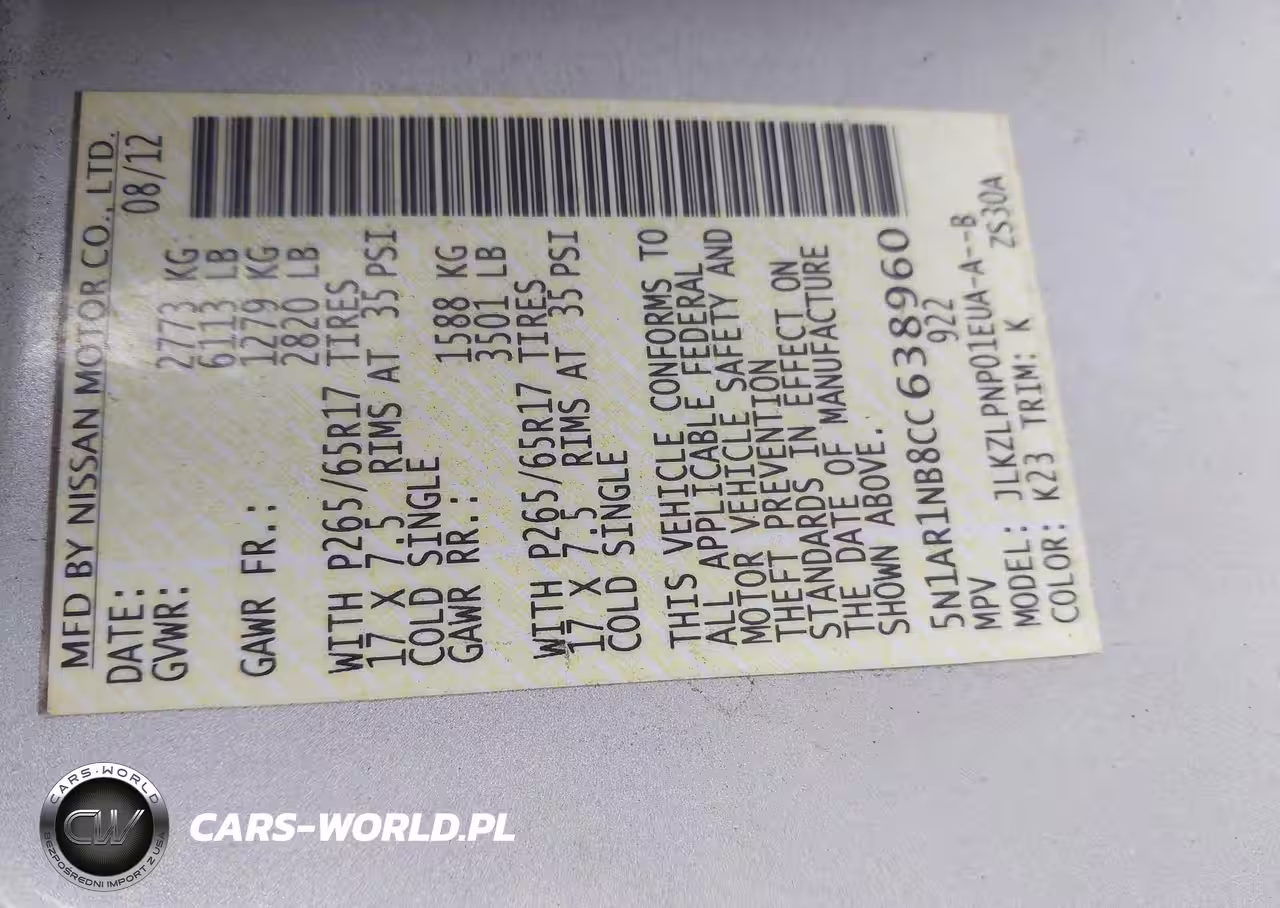 MFD BY NISSAN MOTOR CO., LTD.
DATE: 08/12
GVWR: 2773 KG
6113 LB
GAWR FR.: 1279 KG
2820 LB
WITH P265/65R17 TIRES
17 X 7.5 RIMS AT 35 PSI
COLD SINGLE
GAWR RR.: 1588 KG
3501 LB
WITH P265/65R17 TIRES
17 X 7.5 RIMS AT 35 PSI
COLD SINGLE
THIS VEHICLE CONFORMS TO
ALL APPLICABLE FEDERAL
MOTOR VEHICLE SAFETY AND
THEFT PREVENTION
STANDARDS IN EFFECT ON
THE DATE OF MANUFACTURE
SHOWN ABOVE.
5N1AR1NB8CC638960
MPV 922
MODEL: JLKZLPNP01EUA-A--B
COLOR: K23 TRIM: K ZS30A
CARS-WORLD
CW
BEZPOŚREDNI IMPORT Z USA
CARS-WORLD.PL